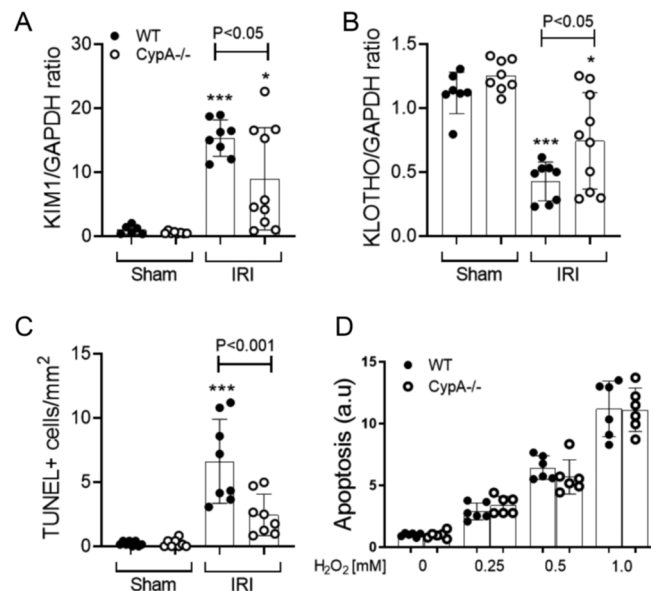 A
● WT
○ CypA-/-
P<0.05
KIM1/GAPDH ratio
30
20
10
0
***
*
Sham
IRI
B
P<0.05
KLOTHO/GAPDH ratio
1.5
1.0
0.5
0.0
***
*
Sham
IRI
C
P<0.001
TUNEL+ cells/mm²
15
10
5
0
***
Sham
IRI
D
● WT
○ CypA-/-
Apoptosis (a.u)
15
10
5
0
H₂O₂ [mM]
0 0.25 0.5 1.0